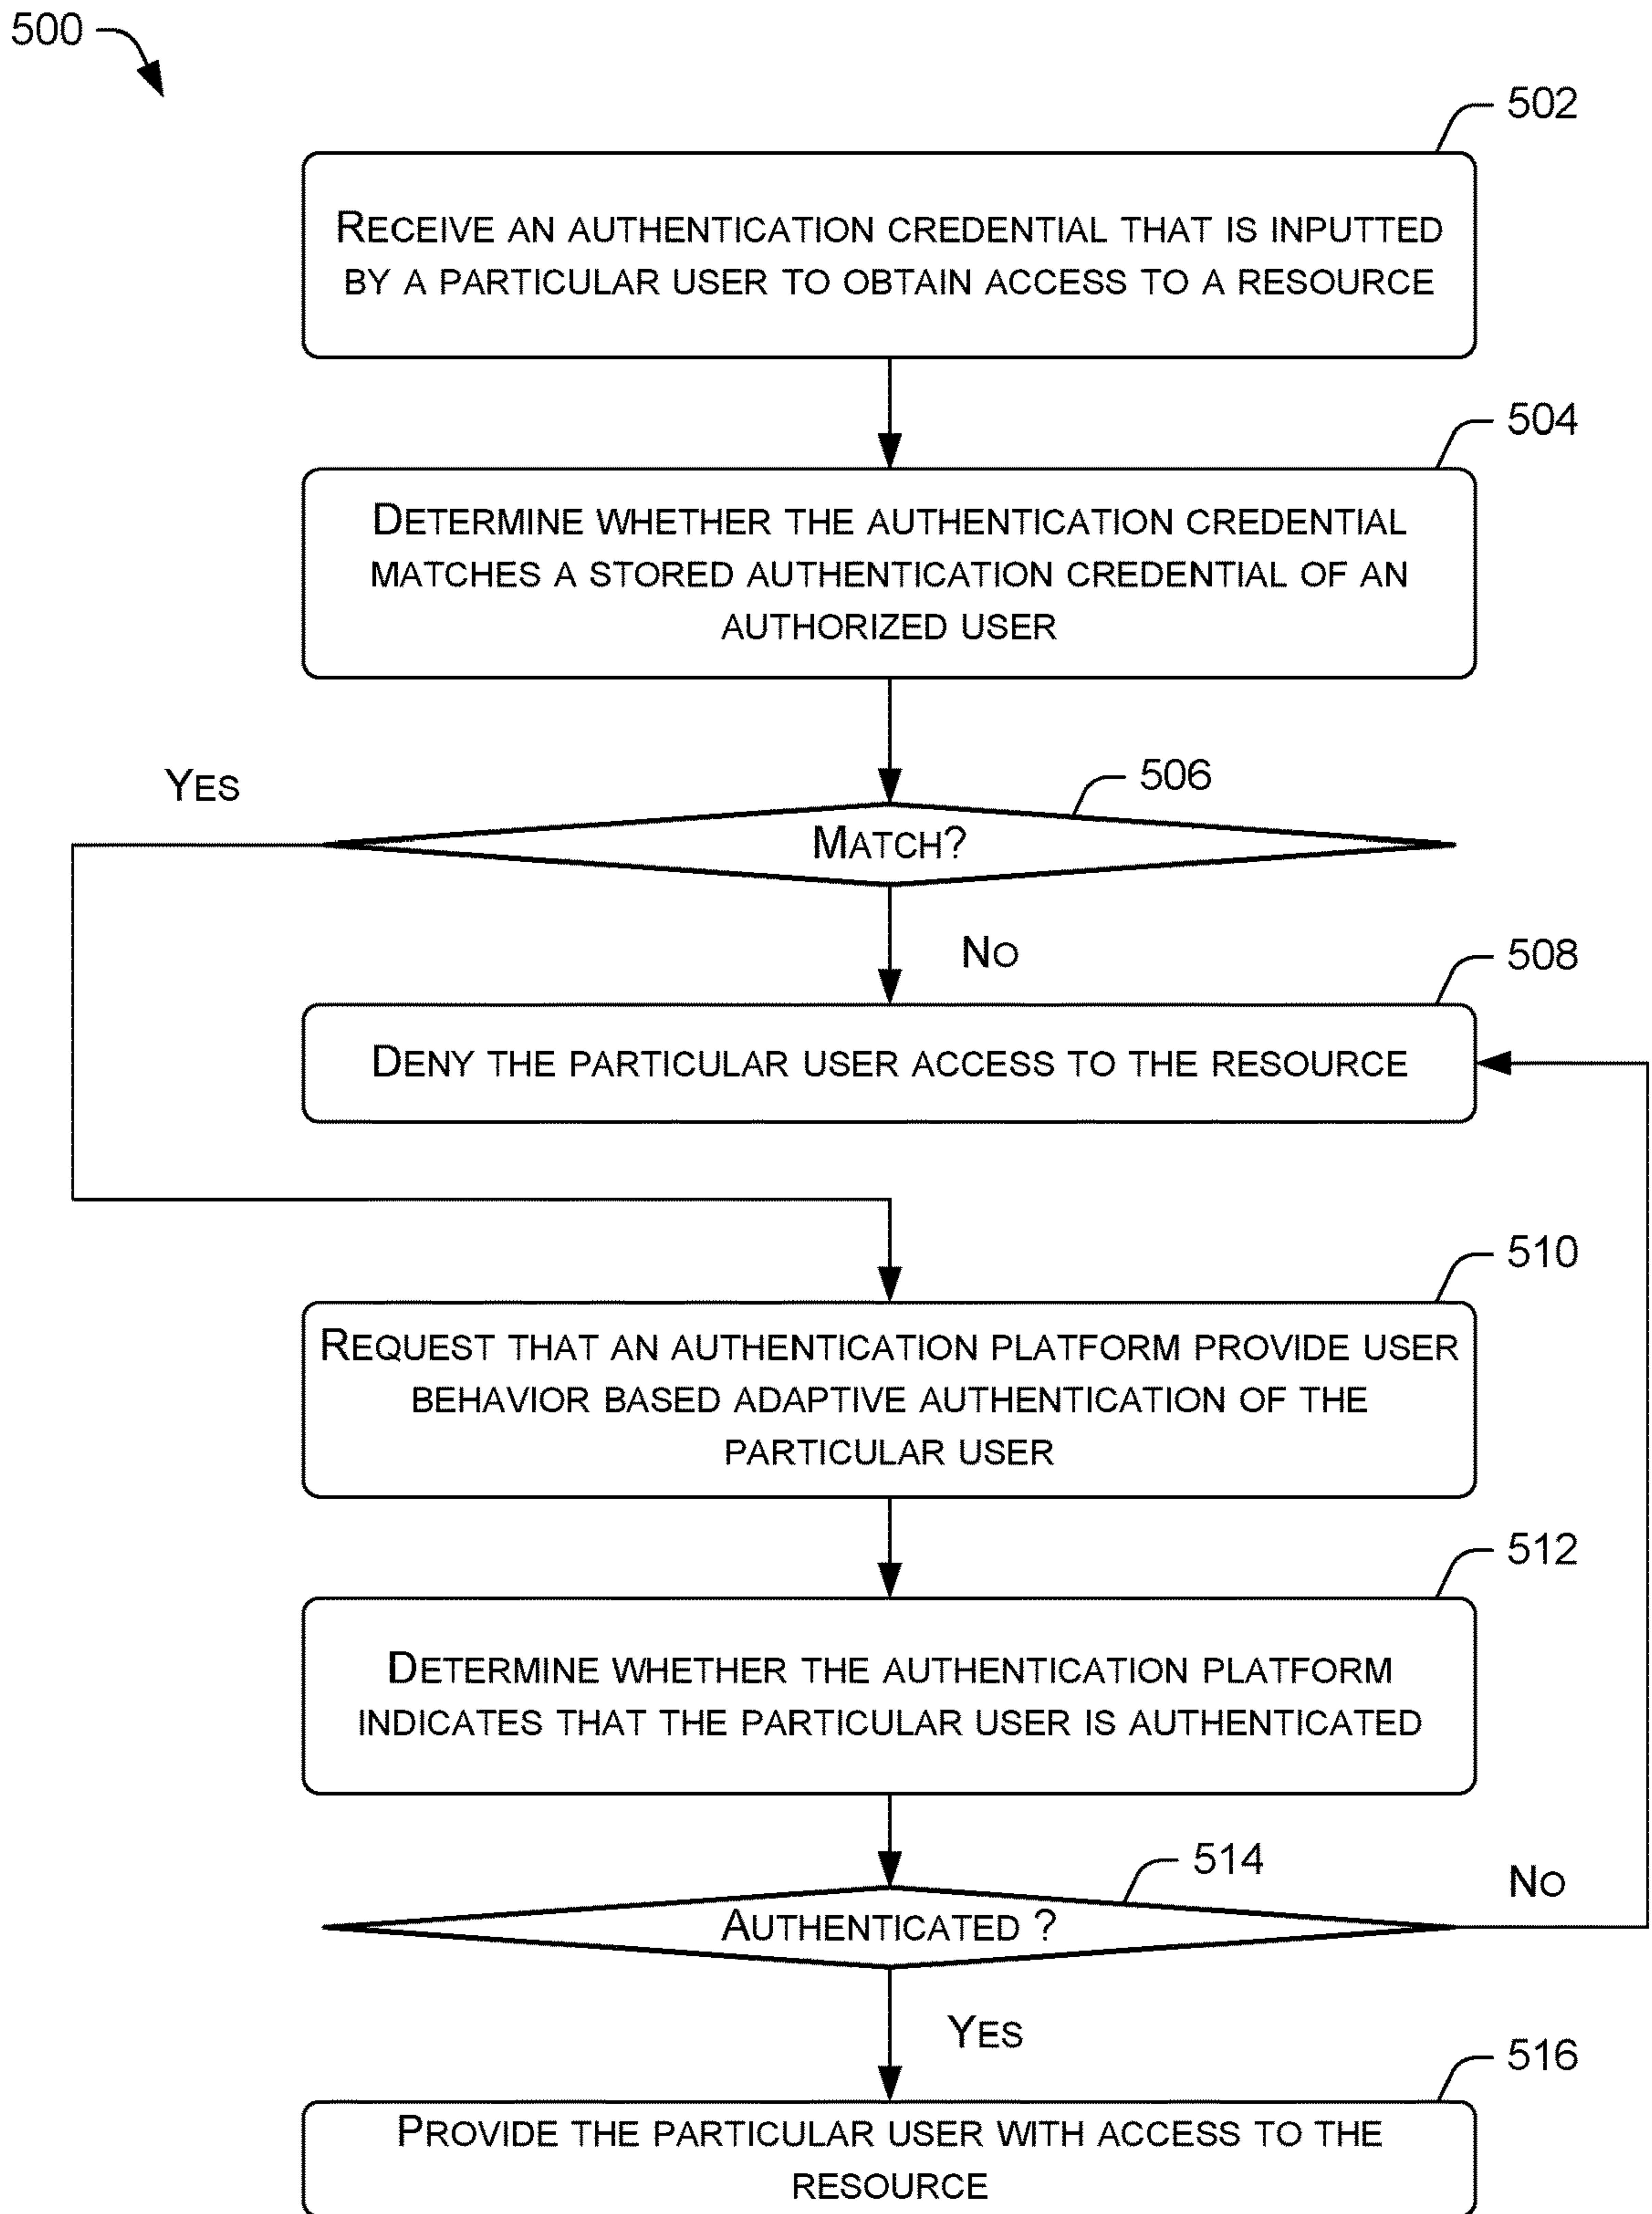 500
502
RECEIVE AN AUTHENTICATION CREDENTIAL THAT IS INPUTTED
BY A PARTICULAR USER TO OBTAIN ACCESS TO A RESOURCE
504
DETERMINE WHETHER THE AUTHENTICATION CREDENTIAL
MATCHES A STORED AUTHENTICATION CREDENTIAL OF AN
AUTHORIZED USER
YES
506
MATCH?
NO
508
DENY THE PARTICULAR USER ACCESS TO THE RESOURCE
510
REQUEST THAT AN AUTHENTICATION PLATFORM PROVIDE USER
BEHAVIOR BASED ADAPTIVE AUTHENTICATION OF THE
PARTICULAR USER
512
DETERMINE WHETHER THE AUTHENTICATION PLATFORM
INDICATES THAT THE PARTICULAR USER IS AUTHENTICATED
514
NO
AUTHENTICATED ?
YES
516
PROVIDE THE PARTICULAR USER WITH ACCESS TO THE
RESOURCE